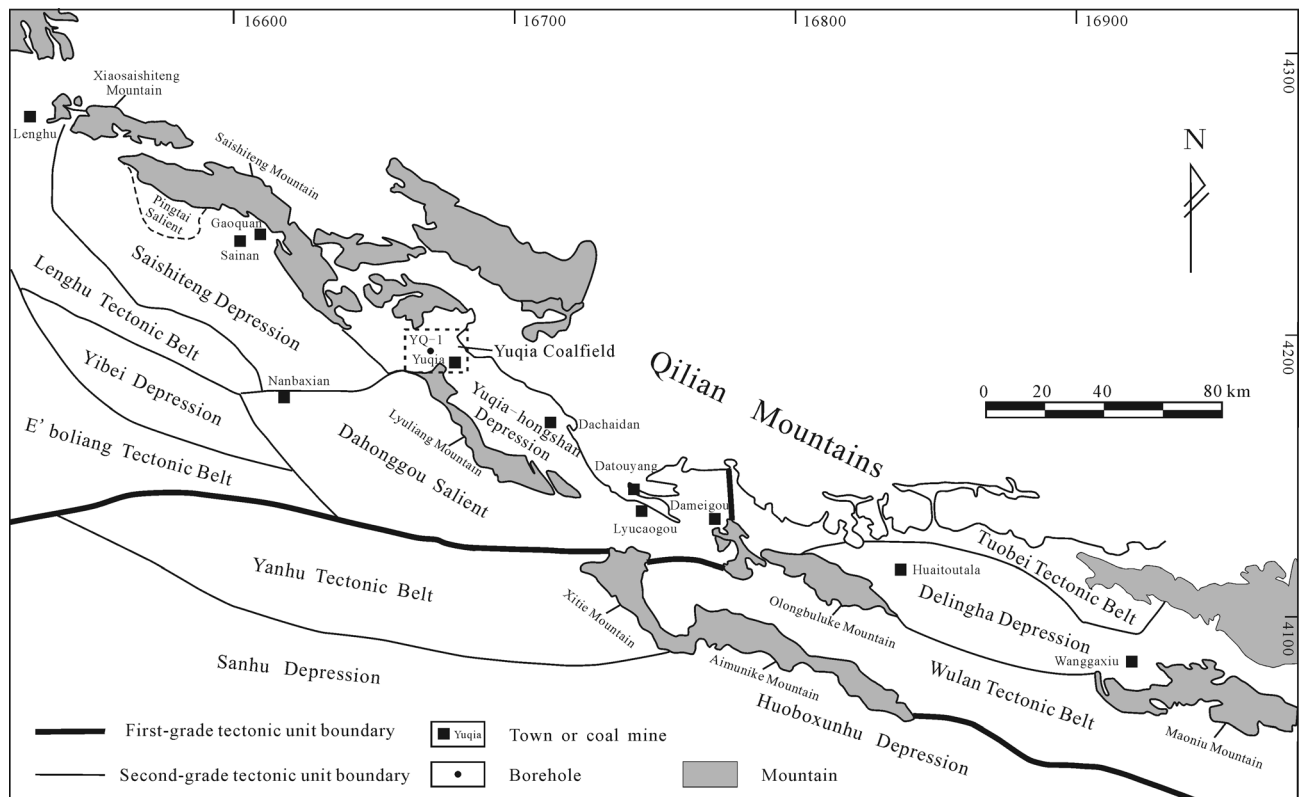 16600
16700
16800
16900
4300
Xiaosaishiteng
Mountain
Lenghu
Saishiteng Mountain
N
Pingtai
Salient
Gaoquan
Sainan
Saishiteng Depression
Lenghu Tectonic Belt
YQ-1
Yuqia
Yuqia Coalfield
4200
Yibei Depression
Nanbaxian
Qilian Mountains
0 20 40 60 80 km
Yuqia-hongshan
Depression
Dachaidan
Lyuliang Mountain
E' boliang Tectonic Belt
Dahonggou Salient
Datouyang
Lyucaogou
Dameigou
Tuobei Tectonic Belt
Huaitoutala
Yanhu Tectonic Belt
Xitie Mountain
Olongbuluke Mountain
Delingha Depression
4100
Sanhu Depression
Aimunike Mountain
Wanggaxiu
Wulan Tectonic Belt
Huoboxunhu Depression
Maoniu Mountain
First-grade tectonic unit boundary
Yuqia
Town or coal mine
Second-grade tectonic unit boundary
Borehole
Mountain